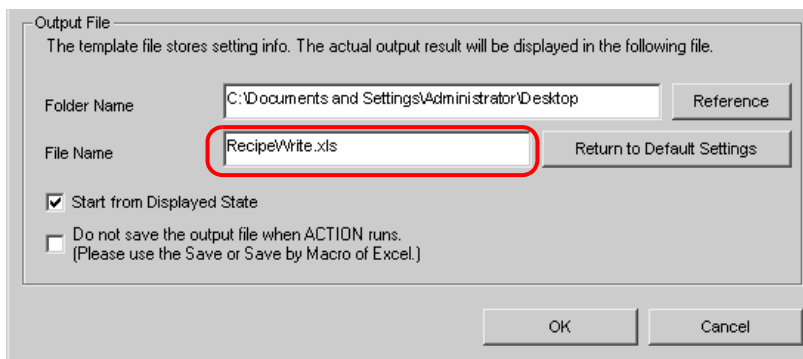 Output File
The template file stores setting info. The actual output result will be displayed in the following file.
Folder Name
C:\Documents and Settings\Administrator\Desktop
Reference
File Name
RecipeWrite.xls
Return to Default Settings
Start from Displayed State
Do not save the output file when ACTION runs.
(Please use the Save or Save by Macro of Excel.)
OK
Cancel